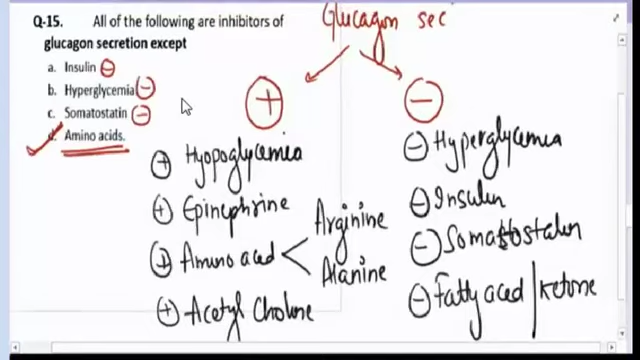 Q-15. All of the following are inhibitors of
glucagon secretion except
a. Insulin ⊖
b. Hyperglycemia ⊖
c. Somatostatin ⊖
d. Amino acids.
Glucagon sec
+
−
⊕ Hypoglycemia
⊕ Epinephrine
⊕ Amino acid < Arginine
Alanine
⊕ Acetyl Choline
⊖ Hyperglycemia
⊖ Insulin
⊖ Somatostatin
⊖ Fatty acid / Ketone